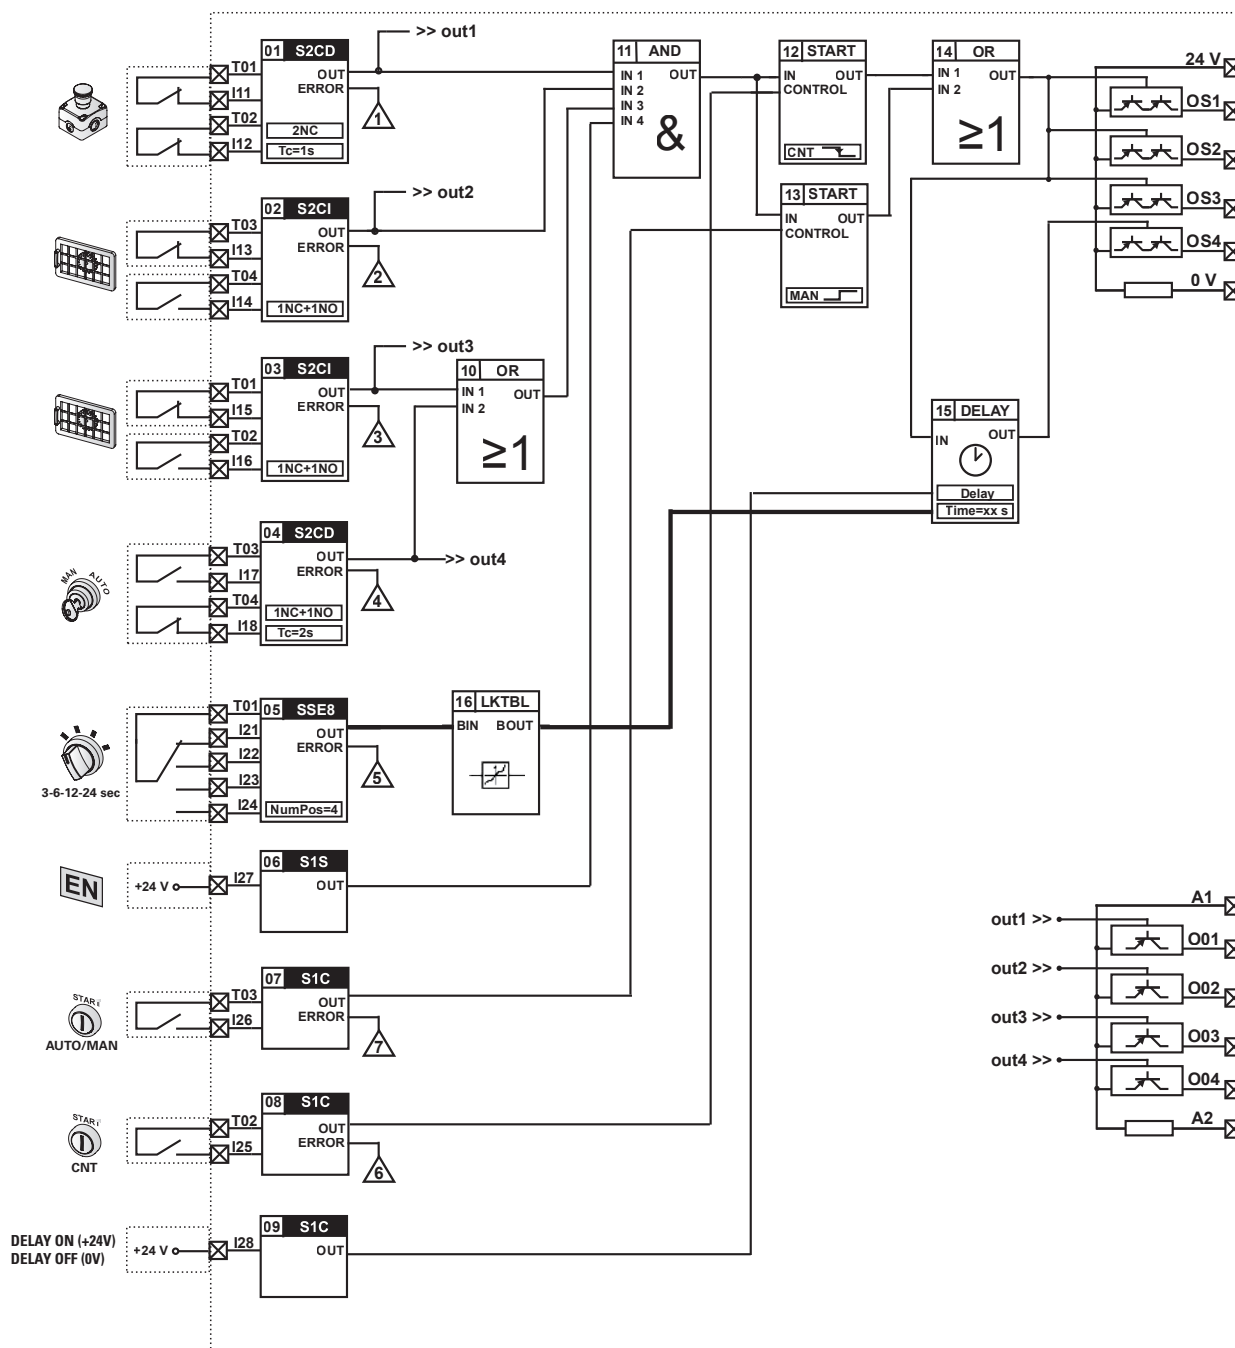 >> out1
01 S2CD
T01
I11
T02
I12
OUT
ERROR
1
2NC
Tc=1s
>> out2
02 S2CI
T03
I13
T04
I14
OUT
ERROR
2
1NC+1NO
>> out3
03 S2CI
T01
I15
T02
I16
OUT
ERROR
3
1NC+1NO
MAN AUTO
04 S2CD
T03
I17
T04
I18
OUT
ERROR
>> out4
4
1NC+1NO
Tc=2s
3-6-12-24 sec
05 SSE8
T01
I21
I22
I23
I24
OUT
ERROR
5
NumPos=4
EN
+24 V
I27
06 S1S
OUT
START
AUTO/MAN
07 S1C
T03
I26
OUT
ERROR
7
START
CNT
08 S1C
T02
I25
OUT
ERROR
6
DELAY ON (+24V)
DELAY OFF (0V)
+24 V
I28
09 S1C
OUT
10 OR
IN 1 OUT
IN 2
≥1
11 AND
IN 1 OUT
IN 2
IN 3
IN 4
&
12 START
IN OUT
CONTROL
CNT
13 START
IN OUT
CONTROL
MAN
14 OR
IN 1 OUT
IN 2
≥1
15 DELAY
IN OUT
Delay
Time=xx s
16 LKTBL
BIN BOUT
24 V
OS1
OS2
OS3
OS4
0 V
A1
out1 >>
O01
out2 >>
O02
out3 >>
O03
out4 >>
O04
A2